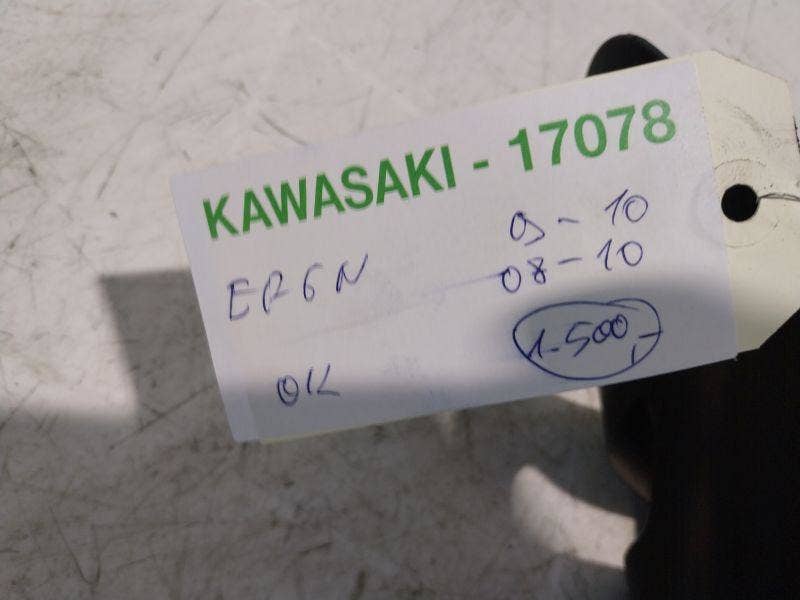 KAWASAKI - 17078
ER6N 09 - 10
08 - 10
OK 1.500,-